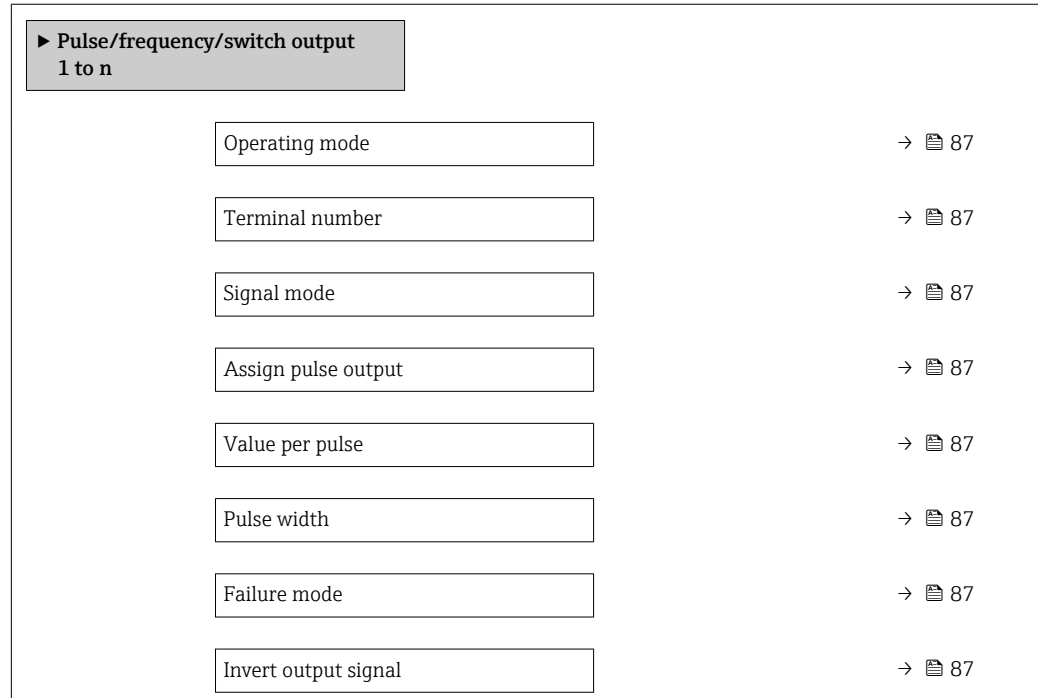 ▶ Pulse/frequency/switch output
1 to n
Operating mode → 87
Terminal number → 87
Signal mode → 87
Assign pulse output → 87
Value per pulse → 87
Pulse width → 87
Failure mode → 87
Invert output signal → 87